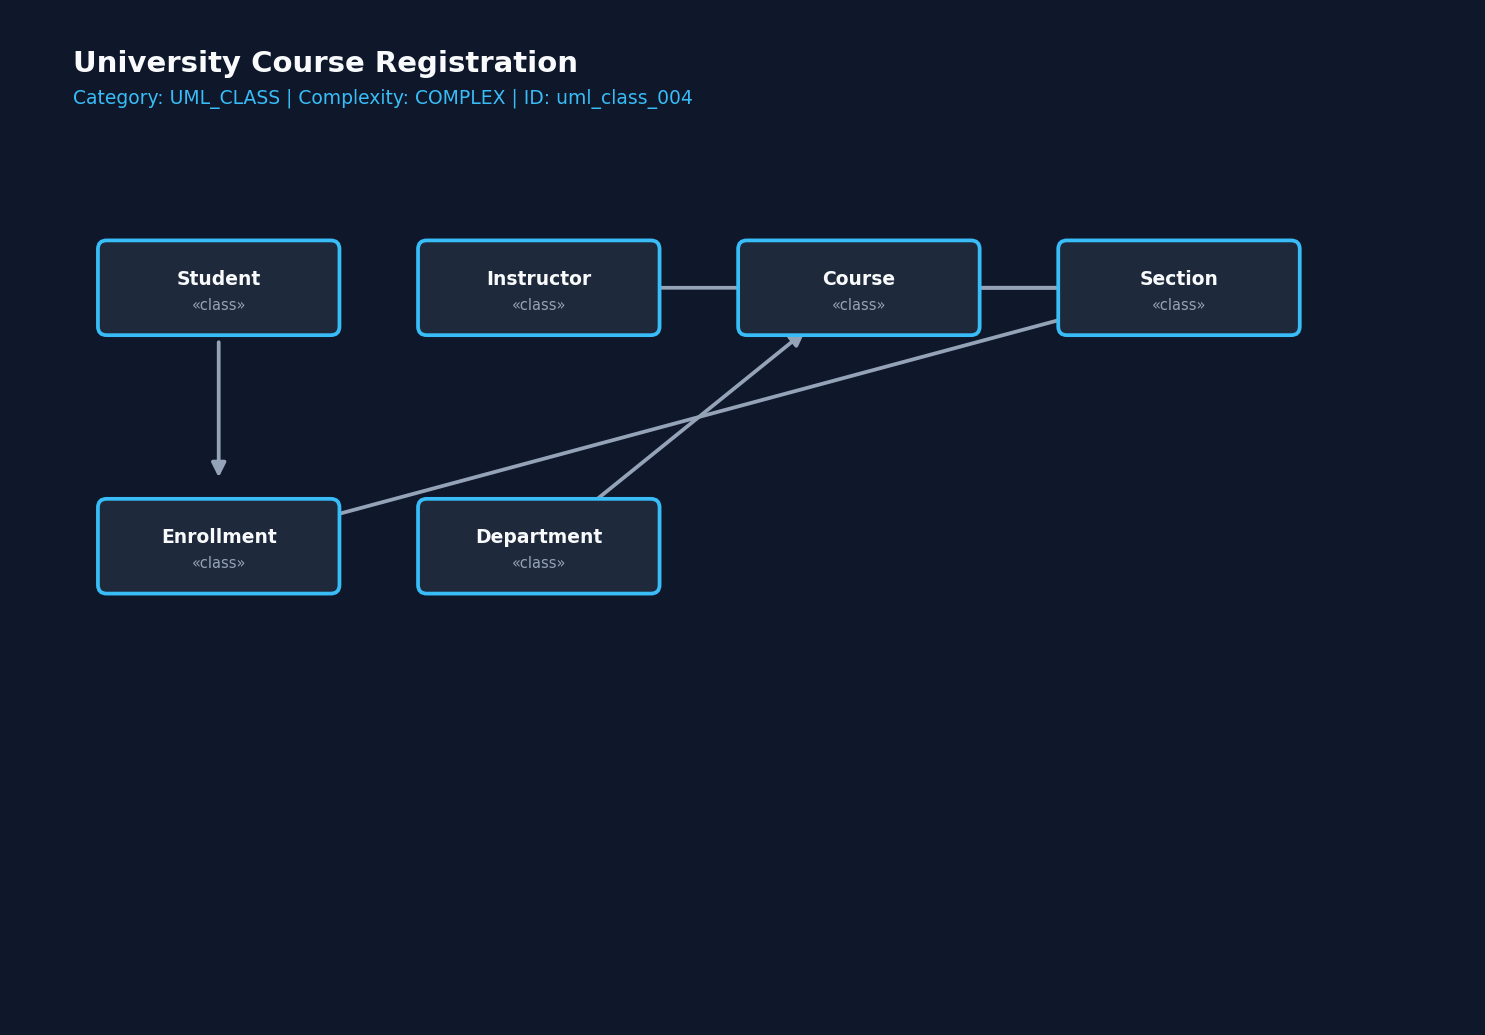 University Course Registration
Category: UML_CLASS | Complexity: COMPLEX | ID: uml_class_004
Student
«class»
Instructor
«class»
Course
«class»
Section
«class»
Enrollment
«class»
Department
«class»